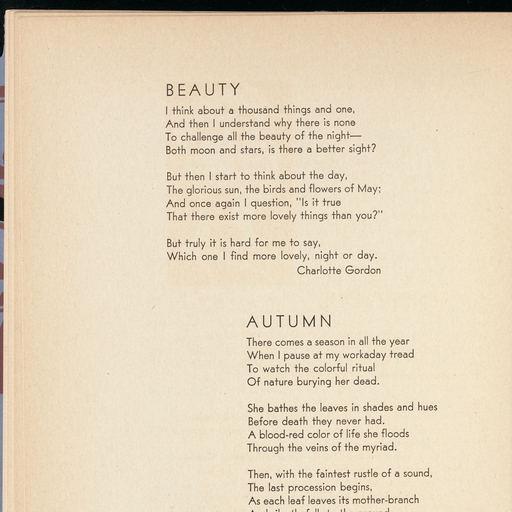 BEAUTY
I think about a thousand things and one,
And then I understand why there is none
To challenge all the beauty of the night—
Both moon and stars, is there a better sight?
But then I start to think about the day,
The glorious sun, the birds and flowers of May;
And once again I question, "Is it true
That there exist more lovely things than you?"
But truly it is hard for me to say,
Which one I find more lovely, night or day.
Charlotte Gordon
AUTUMN
There comes a season in all the year
When I pause at my workaday tread
To watch the colorful ritual
Of nature burying her dead.
She bathes the leaves in shades and hues
Before death they never had.
A blood-red color of life she floods
Through the veins of the myriad.
Then, with the faintest rustle of a sound,
The last procession begins,
As each leaf leaves its mother-branch